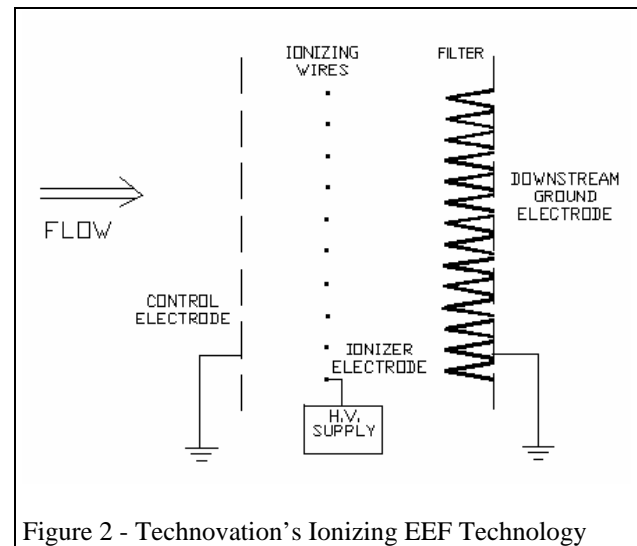 IONIZING
WIRES
FILTER
DOWNSTREAM
GROUND
ELECTRODE
FLOW
CONTROL
ELECTRODE
IONIZER
ELECTRODE
H.V.
SUPPLY
Figure 2 - Technovation's Ionizing EEF Technology